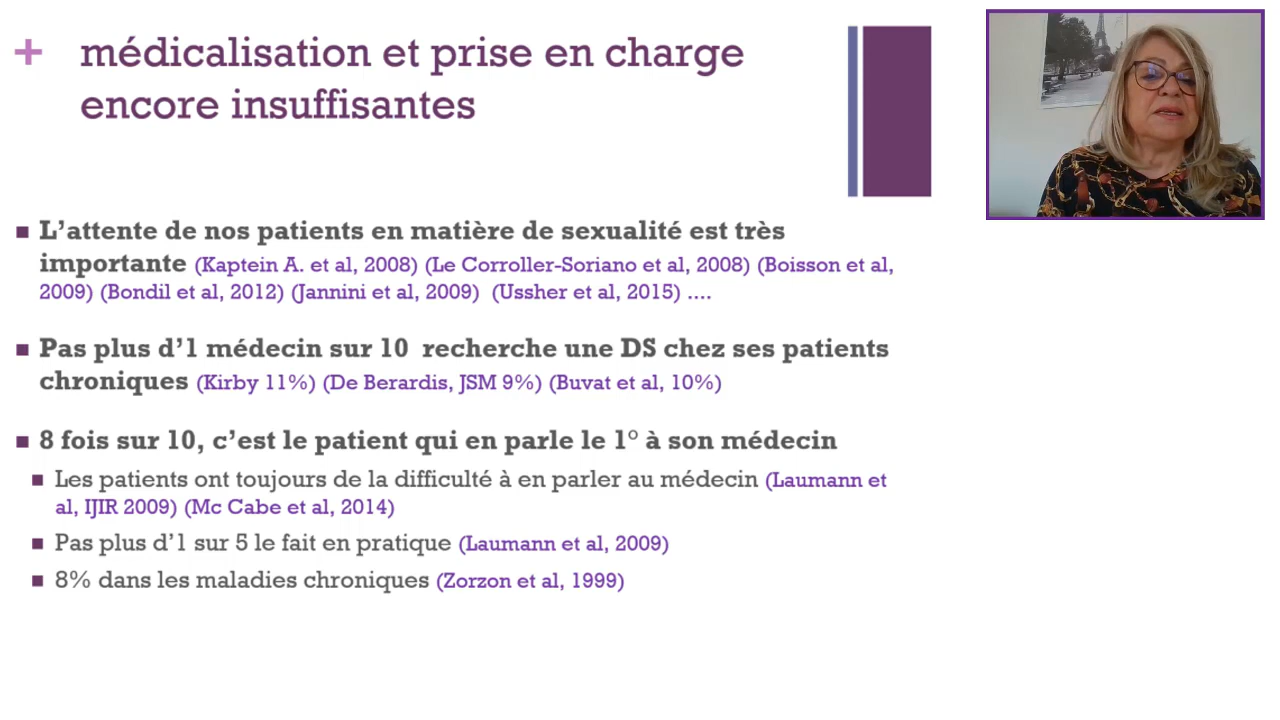 + médicalisation et prise en charge
encore insuffisantes
■ L'attente de nos patients en matière de sexualité est très
importante (Kaptein A. et al, 2008) (Le Corroller-Soriano et al, 2008) (Boisson et al,
2009) (Bondil et al, 2012) (Jannini et al, 2009) (Ussher et al, 2015) ....
■ Pas plus d'1 médecin sur 10 recherche une DS chez ses patients
chroniques (Kirby 11%) (De Berardis, JSM 9%) (Buvat et al, 10%)
■ 8 fois sur 10, c'est le patient qui en parle le 1° à son médecin
■ Les patients ont toujours de la difficulté à en parler au médecin (Laumann et
al, IJIR 2009) (Mc Cabe et al, 2014)
■ Pas plus d'1 sur 5 le fait en pratique (Laumann et al, 2009)
■ 8% dans les maladies chroniques (Zorzon et al, 1999)